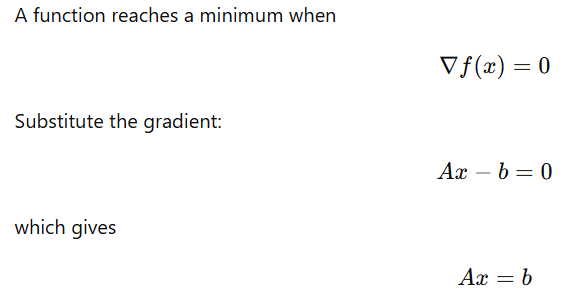 A function reaches a minimum when
∇f(x) = 0
Substitute the gradient:
Ax − b = 0
which gives
Ax = b